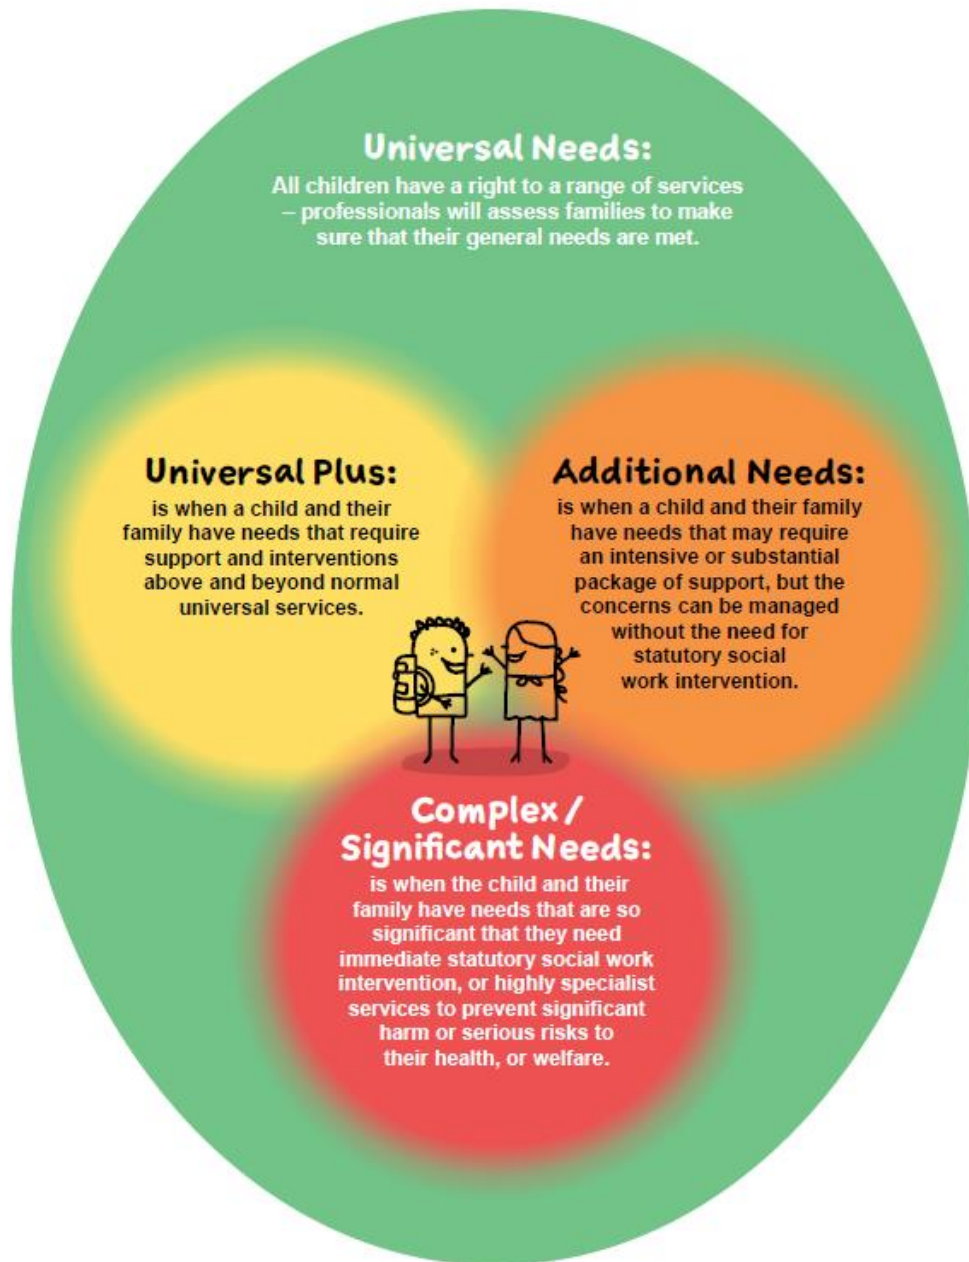 Universal Needs:
All children have a right to a range of services
– professionals will assess families to make
sure that their general needs are met.
Universal Plus:
is when a child and their
family have needs that require
support and interventions
above and beyond normal
universal services.
Additional Needs:
is when a child and their family
have needs that may require
an intensive or substantial
package of support, but the
concerns can be managed
without the need for
statutory social
work intervention.
Complex /
Significant Needs:
is when the child and their
family have needs that are so
significant that they need
immediate statutory social work
intervention, or highly specialist
services to prevent significant
harm or serious risks to
their health, or welfare.